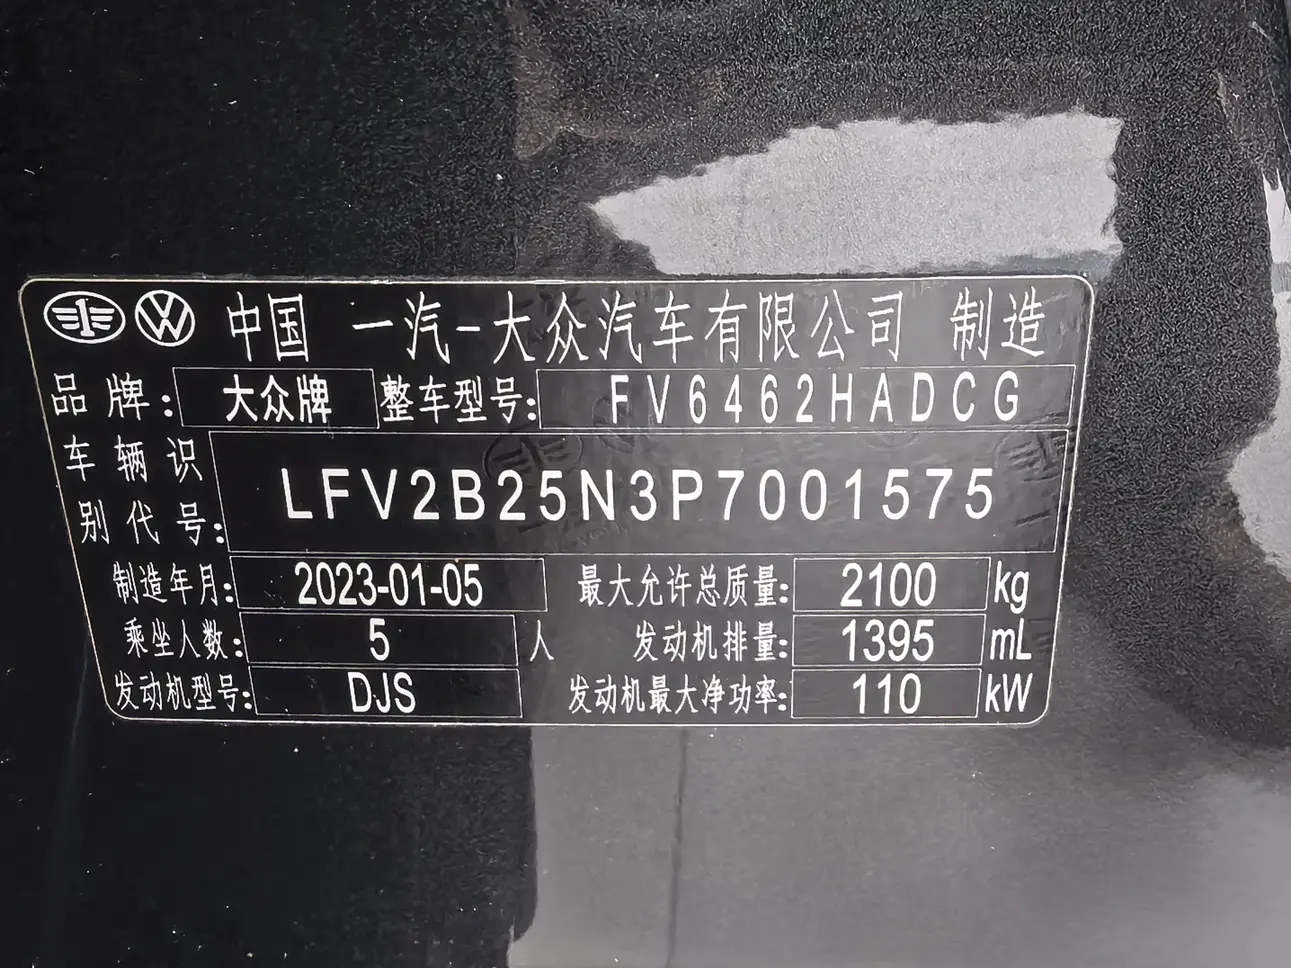 中国 一汽-大众汽车有限公司 制造
品牌: 大众牌 整车型号: FV6462HADCG
车辆识别代号: LFV2B25N3P7001575
制造年月: 2023-01-05 最大允许总质量: 2100 kg
乘坐人数: 5 人 发动机排量: 1395 mL
发动机型号: DJS 发动机最大净功率: 110 kW